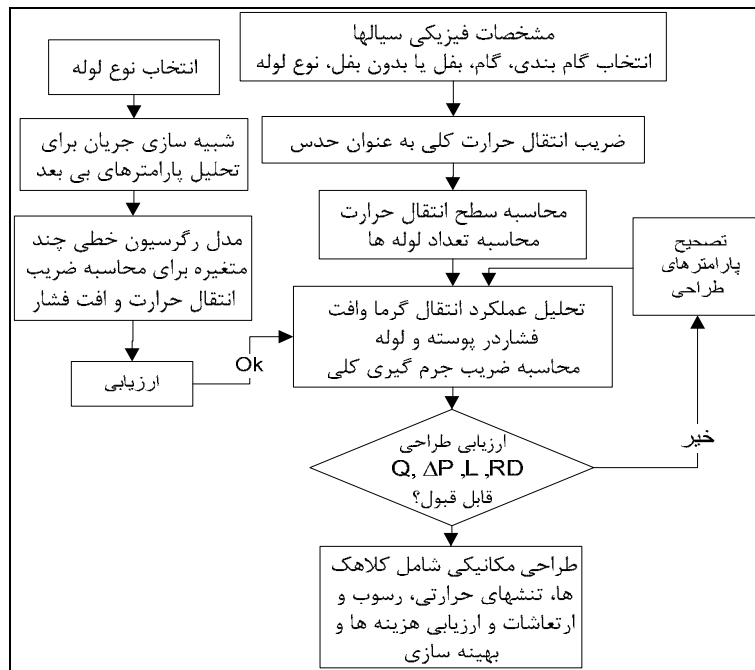 مشخصات فیزیکی سیالها
انتخاب گام بندی، گام، بفل یا بدون بفل، نوع لوله
ضریب انتقال حرارت کلی به عنوان حدس
محاسبه سطح انتقال حرارت
محاسبه تعداد لوله ها
تصحیح
پارامترهای
طراحی
انتخاب نوع لوله
شبیه سازی جریان برای
تحلیل پارامترهای بی بعد
مدل رگرسیون خطی چند
متغیره برای محاسبه ضریب
انتقال حرارت و افت فشار
ارزیابی
Ok
تحلیل عملکرد انتقال گرما وافت
فشاردر پوسته و لوله
محاسبه ضریب جرم گیری کلی
ارزیابی طراحی
Q, ΔP ,L ,RD
قابل قبول؟
خیر
طراحی مکانیکی شامل کلاهک
ها، تنشهای حرارتی، رسوب و
ارتعاشات و ارزیابی هزینه ها و
بهینه سازی